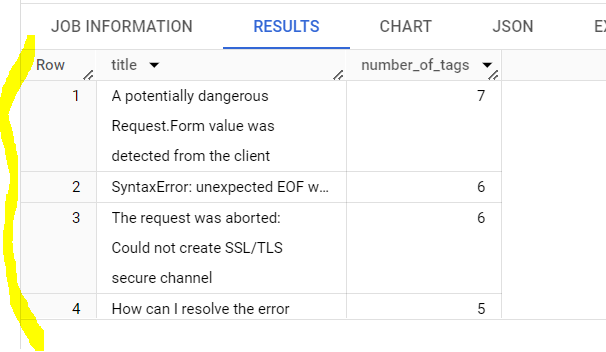 JOB INFORMATION RESULTS CHART JSON EX
Row title number_of_tags
1 A potentially dangerous 7
Request.Form value was
detected from the client
2 SyntaxError: unexpected EOF w... 6
3 The request was aborted: 6
Could not create SSL/TLS
secure channel
4 How can I resolve the error 5